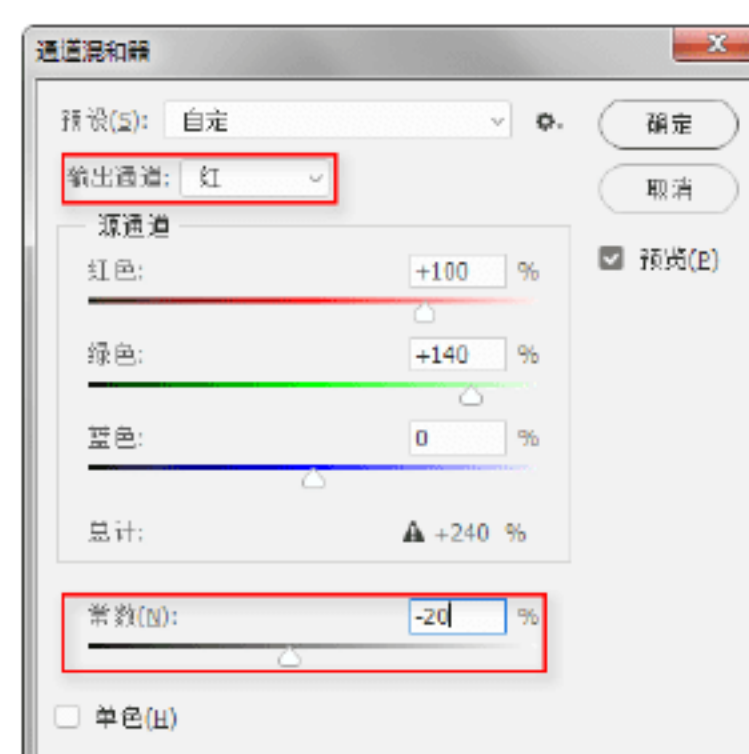 通道混和器
预设(S): 自定
确定
输出通道: 红
取消
源通道
预览(P)
红色: +100 %
绿色: +140 %
蓝色: 0 %
总计: +240 %
常数(N): -20 %
单色(H)